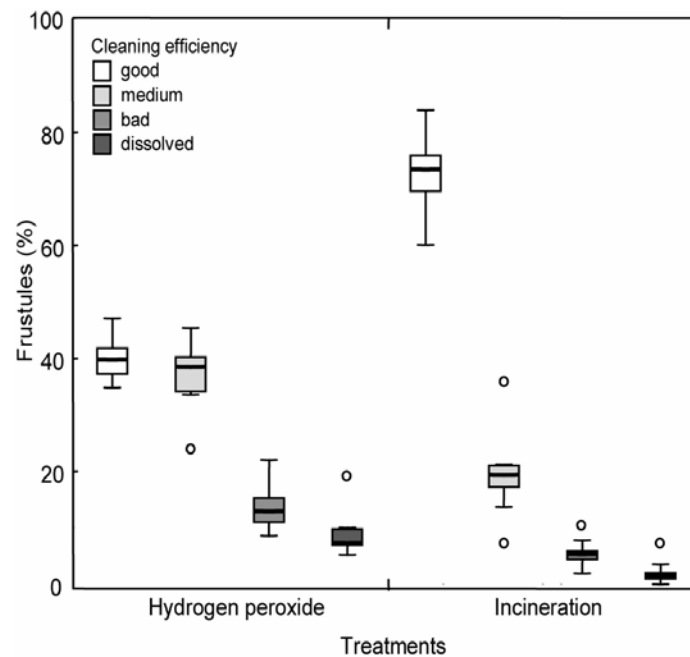 100
Cleaning efficiency
good
medium
bad
dissolved
80
60
40
20
0
Frustules (%)
Hydrogen peroxide Incineration
Treatments